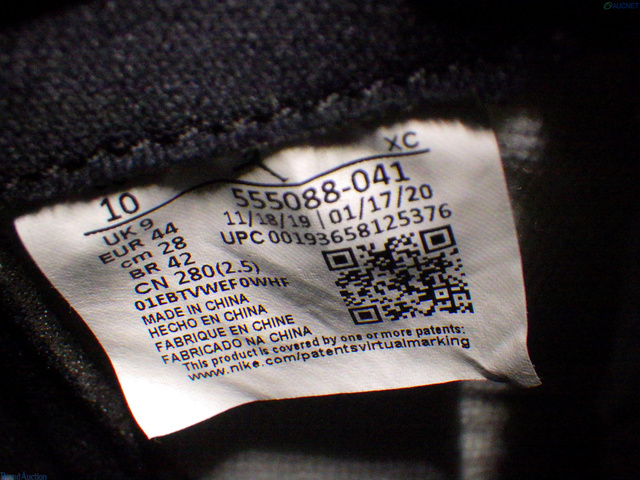 10
XC
UK 9
EUR 44
cm 28
BR 42
CN 280(2.5)
01EBTVWEF0WHF
555088-041
11/18/19 | 01/17/20
UPC 00193658125376
MADE IN CHINA
HECHO EN CHINA
FABRIQUE EN CHINE
FABRICADO NA CHINA
This product is covered by one or more patents:
www.nike.com/patentsvirtualmarking
AUCNET